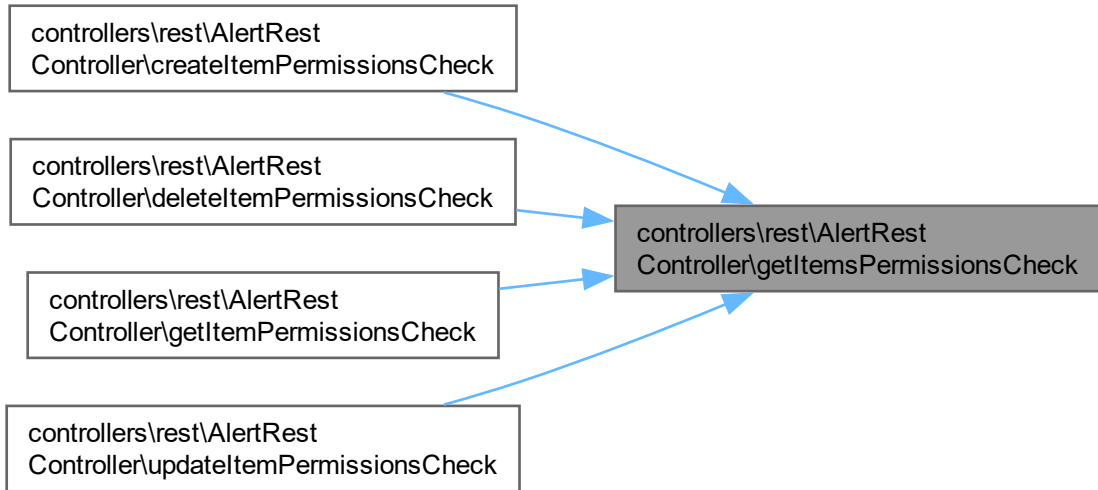 controllers\rest\AlertRest
Controller\createItemPermissionsCheck
controllers\rest\AlertRest
Controller\deleteItemPermissionsCheck
controllers\rest\AlertRest
Controller\getItemPermissionsCheck
controllers\rest\AlertRest
Controller\updateItemPermissionsCheck
controllers\rest\AlertRest
Controller\getItemsPermissionsCheck